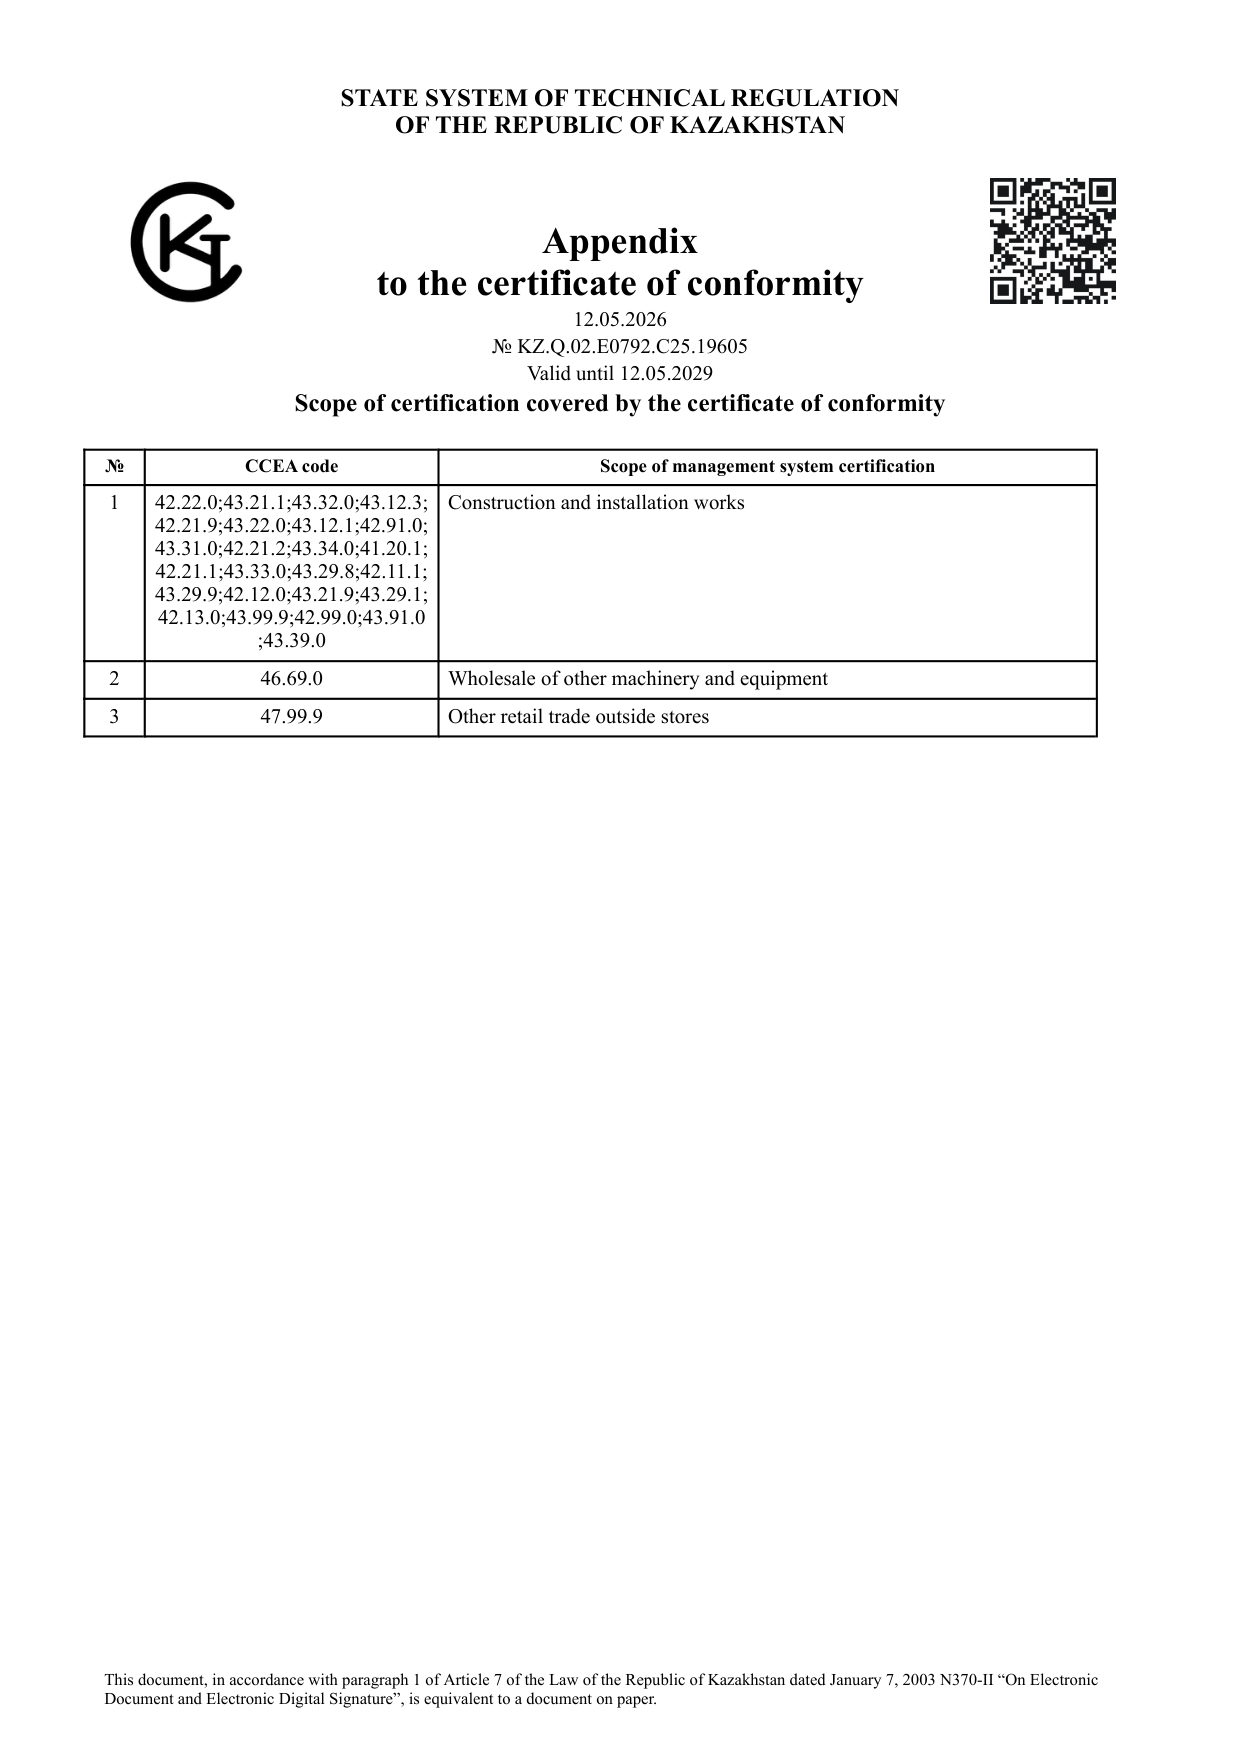 STATE SYSTEM OF TECHNICAL REGULATION
OF THE REPUBLIC OF KAZAKHSTAN
KT
Appendix
to the certificate of conformity
12.05.2026
№ KZ.Q.02.E0792.C25.19605
Valid until 12.05.2029
Scope of certification covered by the certificate of conformity
№ CCEA code Scope of management system certification
1 42.22.0;43.21.1;43.32.0;43.12.3; Construction and installation works
42.21.9;43.22.0;43.12.1;42.91.0;
43.31.0;42.21.2;43.34.0;41.20.1;
42.21.1;43.33.0;43.29.8;42.11.1;
43.29.9;42.12.0;43.21.9;43.29.1;
42.13.0;43.99.9;42.99.0;43.91.0
;43.39.0
2 46.69.0 Wholesale of other machinery and equipment
3 47.99.9 Other retail trade outside stores
This document, in accordance with paragraph 1 of Article 7 of the Law of the Republic of Kazakhstan dated January 7, 2003 N370-II “On Electronic
Document and Electronic Digital Signature”, is equivalent to a document on paper.